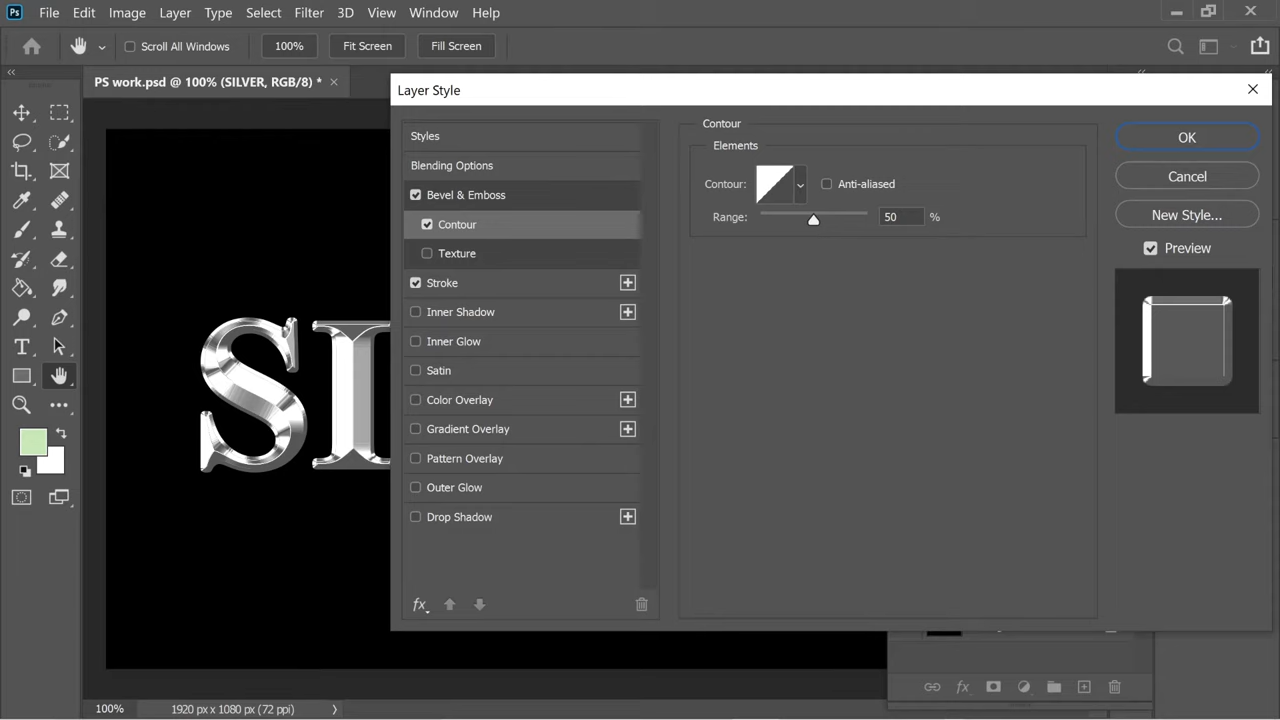 Ps File Edit Image Layer Type Select Filter 3D View Window Help
Scroll All Windows 100% Fit Screen Fill Screen
PS work.psd @ 100% (SILVER, RGB/8) *
Layer Style
Styles
Blending Options
Bevel & Emboss
Contour
Texture
Stroke
Inner Shadow
Inner Glow
Satin
Color Overlay
Gradient Overlay
Pattern Overlay
Outer Glow
Drop Shadow
fx
Contour
Elements
Contour: Anti-aliased
Range: 50 %
OK
Cancel
New Style...
Preview
SI
fx
100% 1920 px x 1080 px (72 ppi)